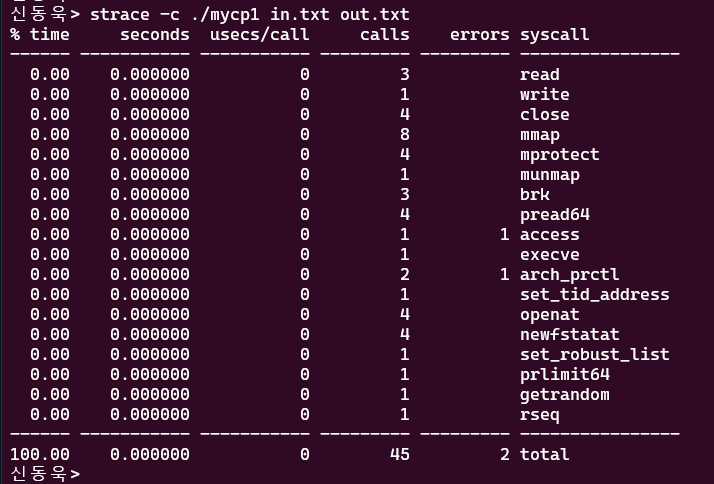 신동욱> strace -c ./mycp1 in.txt out.txt
% time     seconds  usecs/call     calls    errors syscall
------ ----------- ----------- --------- --------- ----------------
  0.00    0.000000           0         3           read
  0.00    0.000000           0         1           write
  0.00    0.000000           0         4           close
  0.00    0.000000           0         8           mmap
  0.00    0.000000           0         4           mprotect
  0.00    0.000000           0         1           munmap
  0.00    0.000000           0         3           brk
  0.00    0.000000           0         4           pread64
  0.00    0.000000           0         1         1 access
  0.00    0.000000           0         1           execve
  0.00    0.000000           0         2         1 arch_prctl
  0.00    0.000000           0         1           set_tid_address
  0.00    0.000000           0         4           openat
  0.00    0.000000           0         4           newfstatat
  0.00    0.000000           0         1           set_robust_list
  0.00    0.000000           0         1           prlimit64
  0.00    0.000000           0         1           getrandom
  0.00    0.000000           0         1           rseq
------ ----------- ----------- --------- --------- ----------------
100.00    0.000000           0        45         2 total
신동욱>